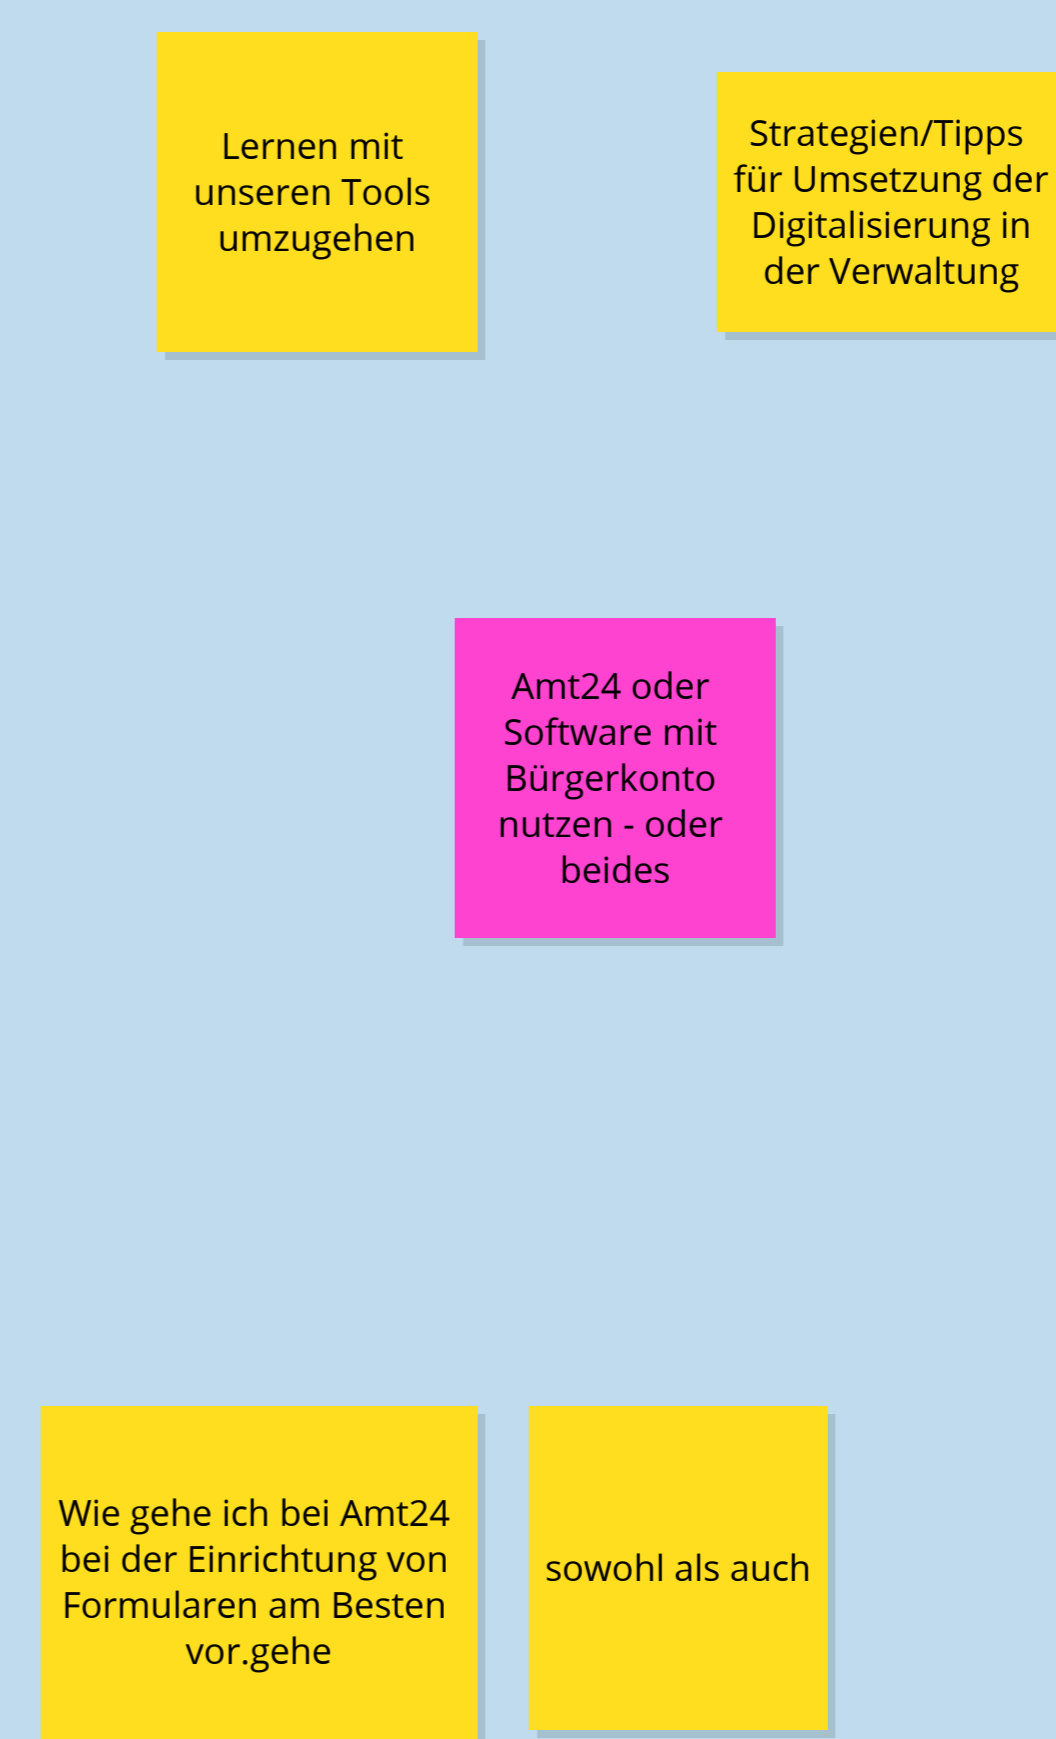 Lernen mit
unseren Tools
umzugehen
Strategien/Tipps
für Umsetzung der
Digitalisierung in
der Verwaltung
Amt24 oder
Software mit
Bürgerkonto
nutzen - oder
beides
Wie gehe ich bei Amt24
bei der Einrichtung von
Formularen am Besten
vor.gehe
sowohl als auch